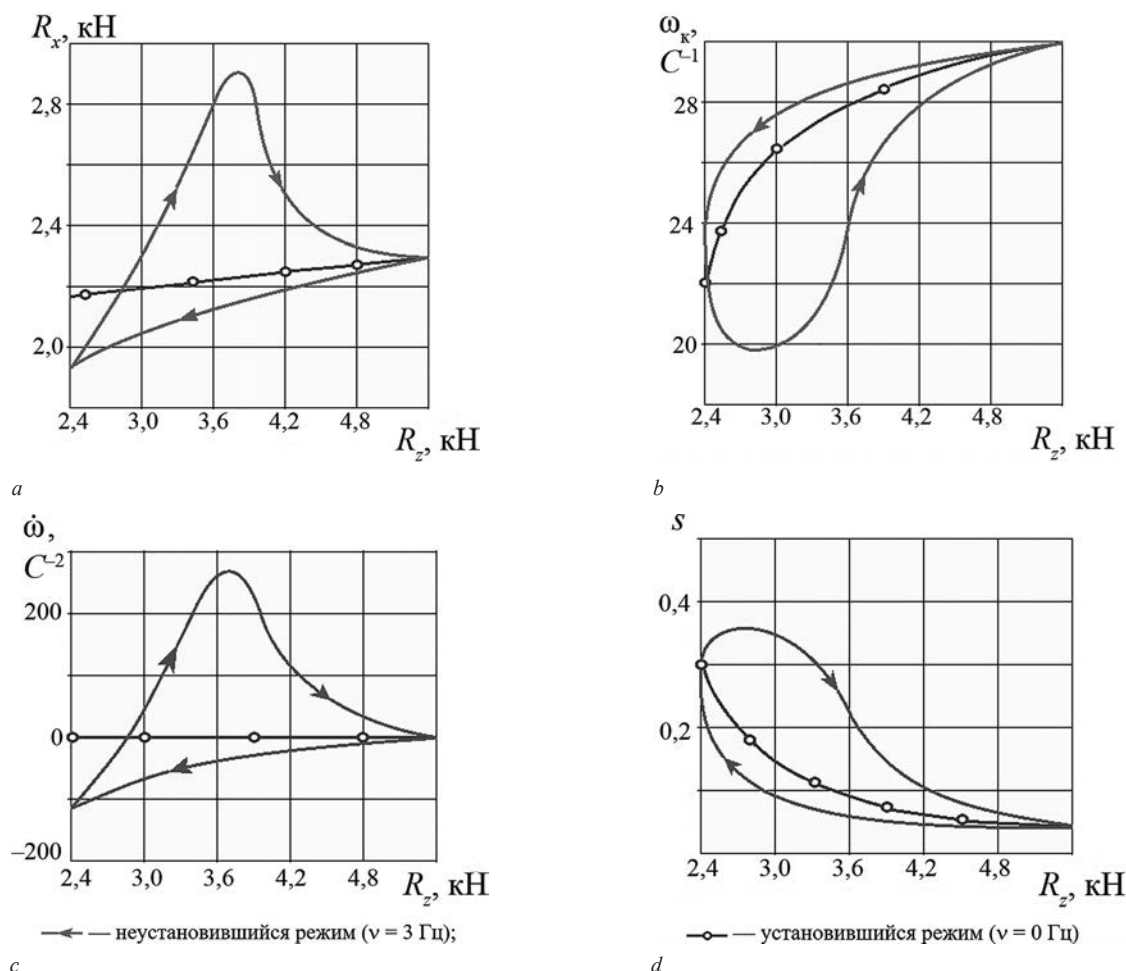 R_x, кН
2,8
2,4
2,0
2,4 3,0 3,6 4,2 4,8
R_z, кН
a
ω_к,
C⁻¹
28
24
20
2,4 3,0 3,6 4,2 4,8
R_z, кН
b
ω̇,
C⁻²
200
0
–200
2,4 3,0 3,6 4,2 4,8
R_z, кН
— неустановившийся режим (ν = 3 Гц);
c
s
0,4
0,2
2,4 3,0 3,6 4,2 4,8
R_z, кН
— установившийся режим (ν = 0 Гц)
d